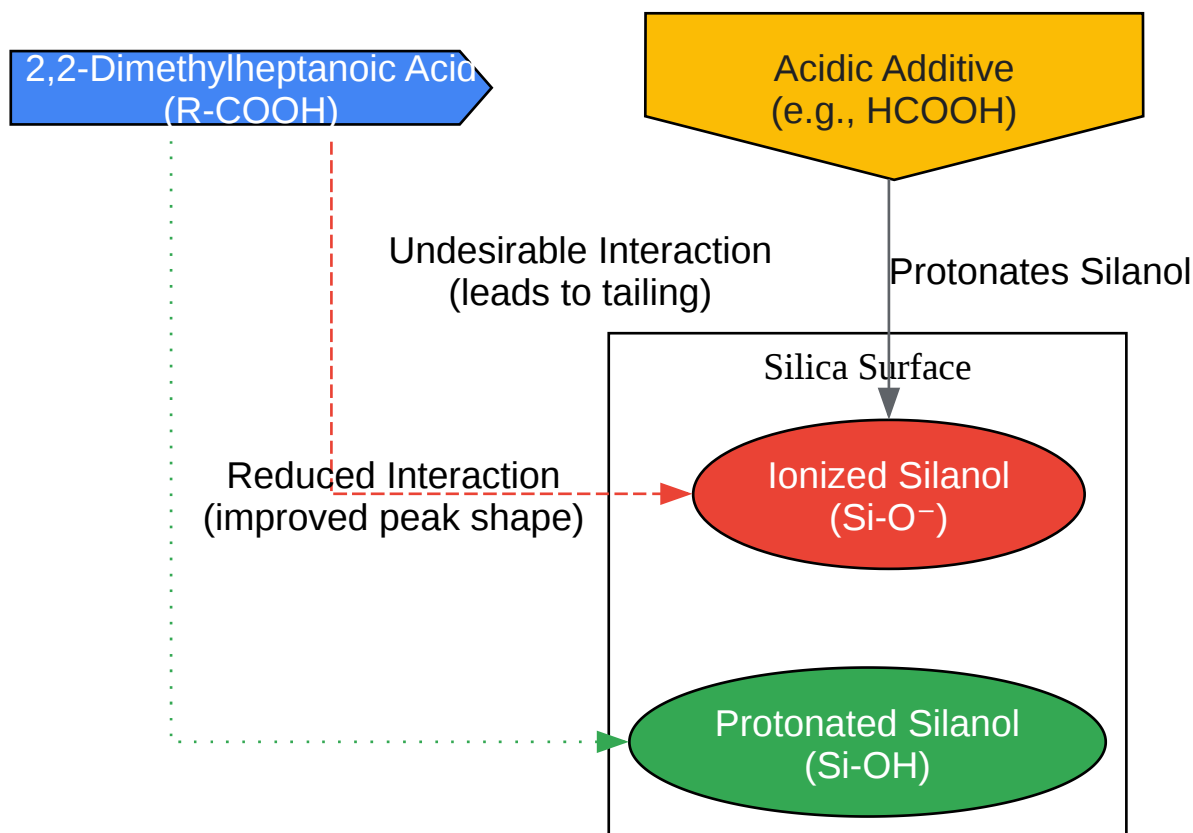 2,2-Dimethylheptanoic Acid
(R-COOH)
Acidic Additive
(e.g., HCOOH)
Undesirable Interaction
(leads to tailing)
Protonates Silanol
Silica Surface
Reduced Interaction
(improved peak shape)
Ionized Silanol
(Si-O⁻)
Protonated Silanol
(Si-OH)